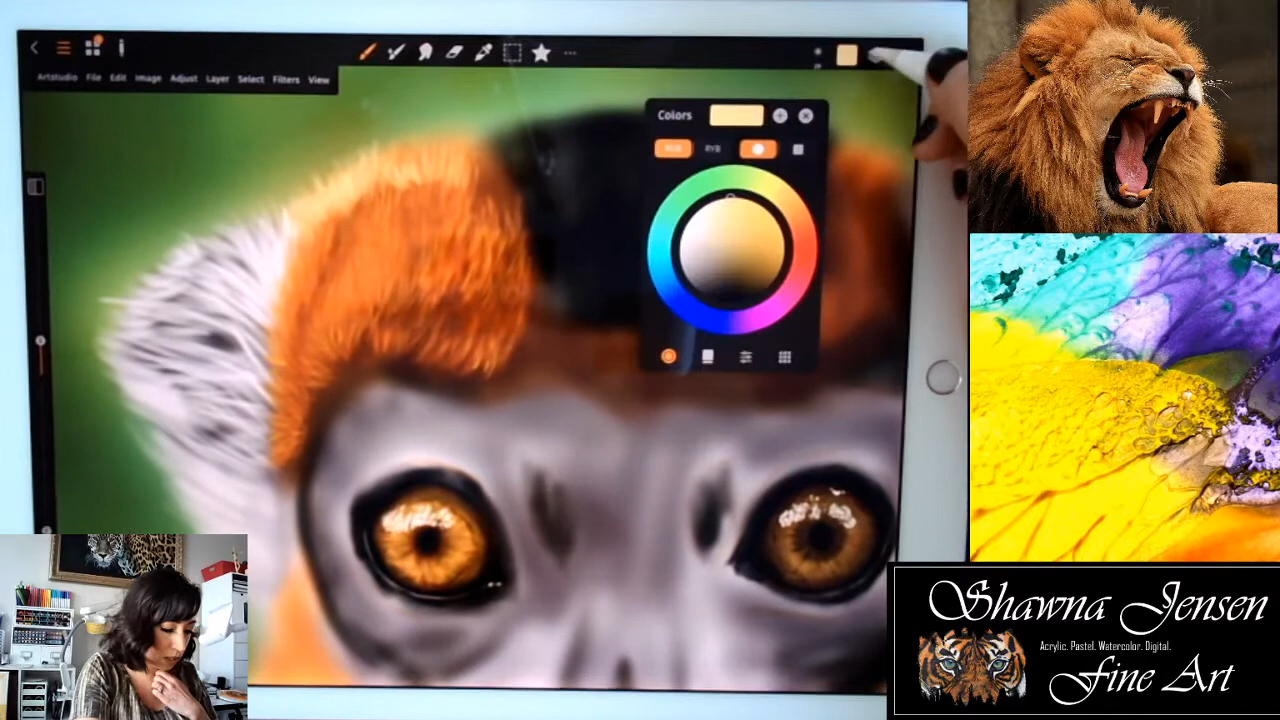 Artstudio File Edit Image Adjust Layer Select Filters View
Colors
RGB RYB
Shawna Jensen
Acrylic. Pastel. Watercolor. Digital.
Fine Art